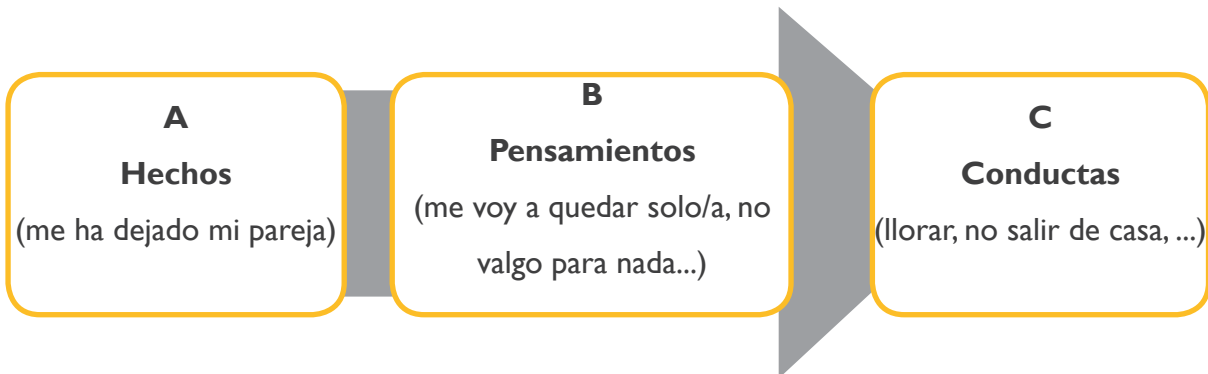 A
Hechos
(me ha dejado mi pareja)
B
Pensamientos
(me voy a quedar solo/a, no
valgo para nada...)
C
Conductas
(llorar, no salir de casa, ...)